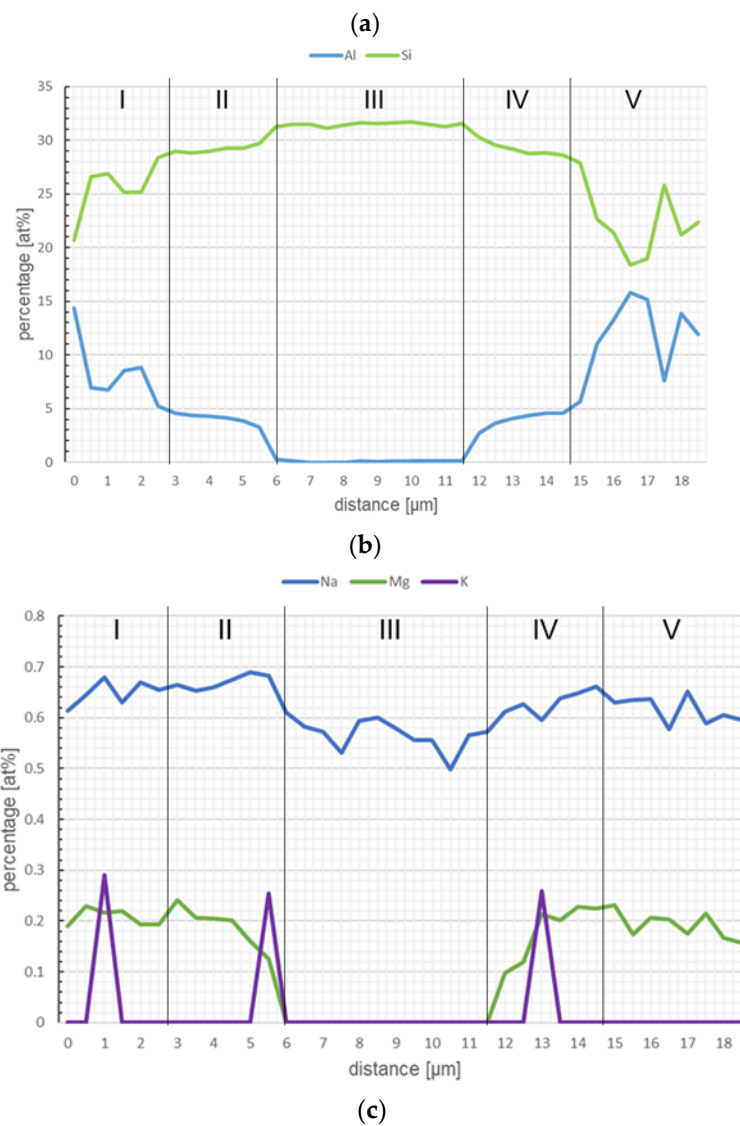 (a)
Al Si
I II III IV V
35
30
25
20
15
10
5
0
percentage [at%]
0 1 2 3 4 5 6 7 8 9 10 11 12 13 14 15 16 17 18
distance [µm]
(b)
Na Mg K
I II III IV V
0.8
0.7
0.6
0.5
0.4
0.3
0.2
0.1
0
percentage [at%]
0 1 2 3 4 5 6 7 8 9 10 11 12 13 14 15 16 17 18
distance [µm]
(c)